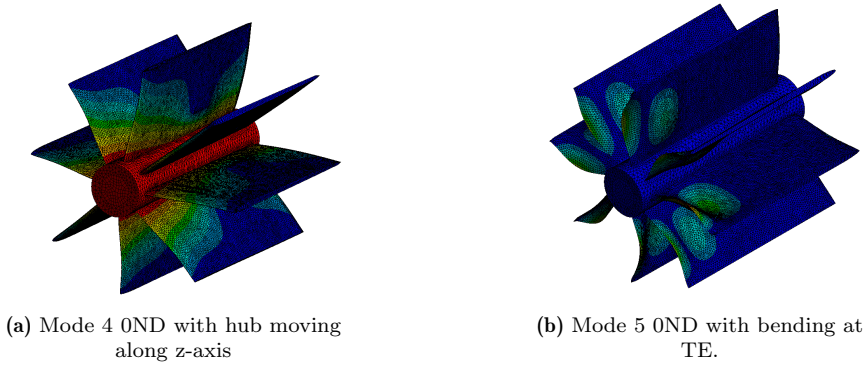 (a) Mode 4 0ND with hub moving
along z-axis
(b) Mode 5 0ND with bending at
TE.